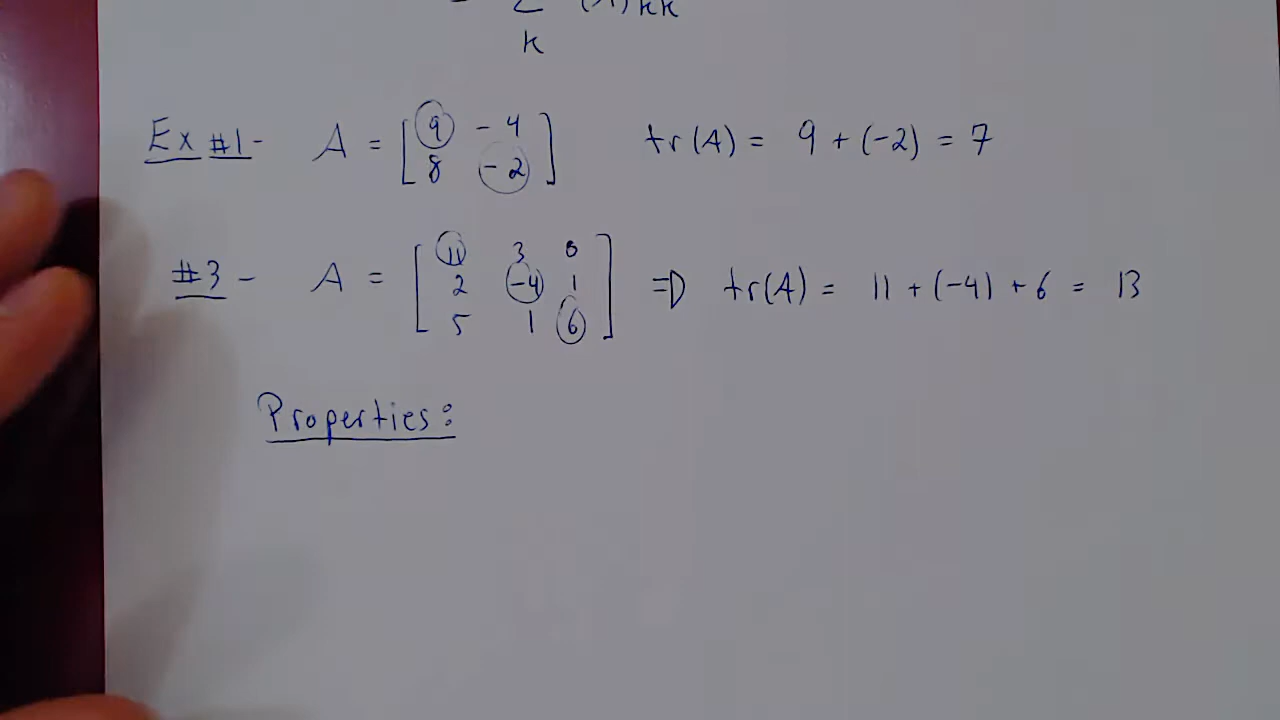 = Σ (A)kk
k
Ex #1- A = [ 9 -4 ] tr(A) = 9 + (-2) = 7
8 -2
#3 - A = [ 11 3 0 ] ⇒ tr(A) = 11 + (-4) + 6 = 13
2 -4 1
5 1 6
Properties: